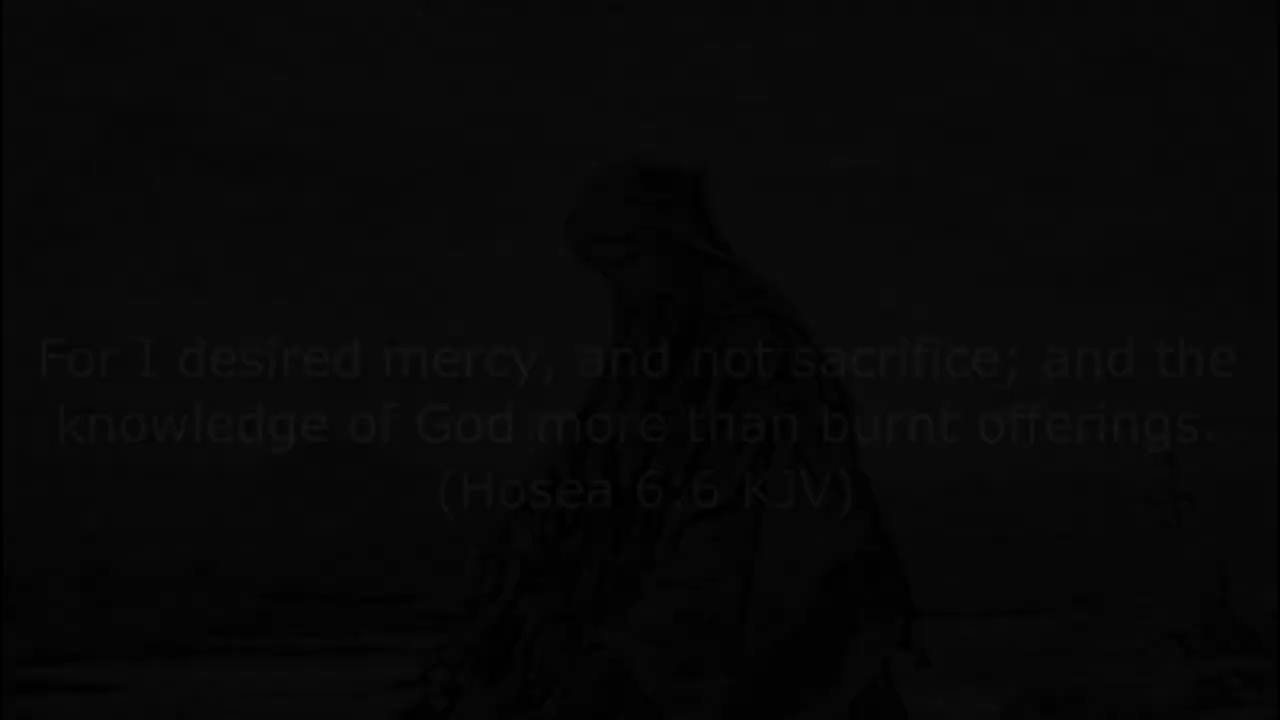 For I desired mercy, and not sacrifice; and the
knowledge of God more than burnt offerings.
(Hosea 6:6 KJV)